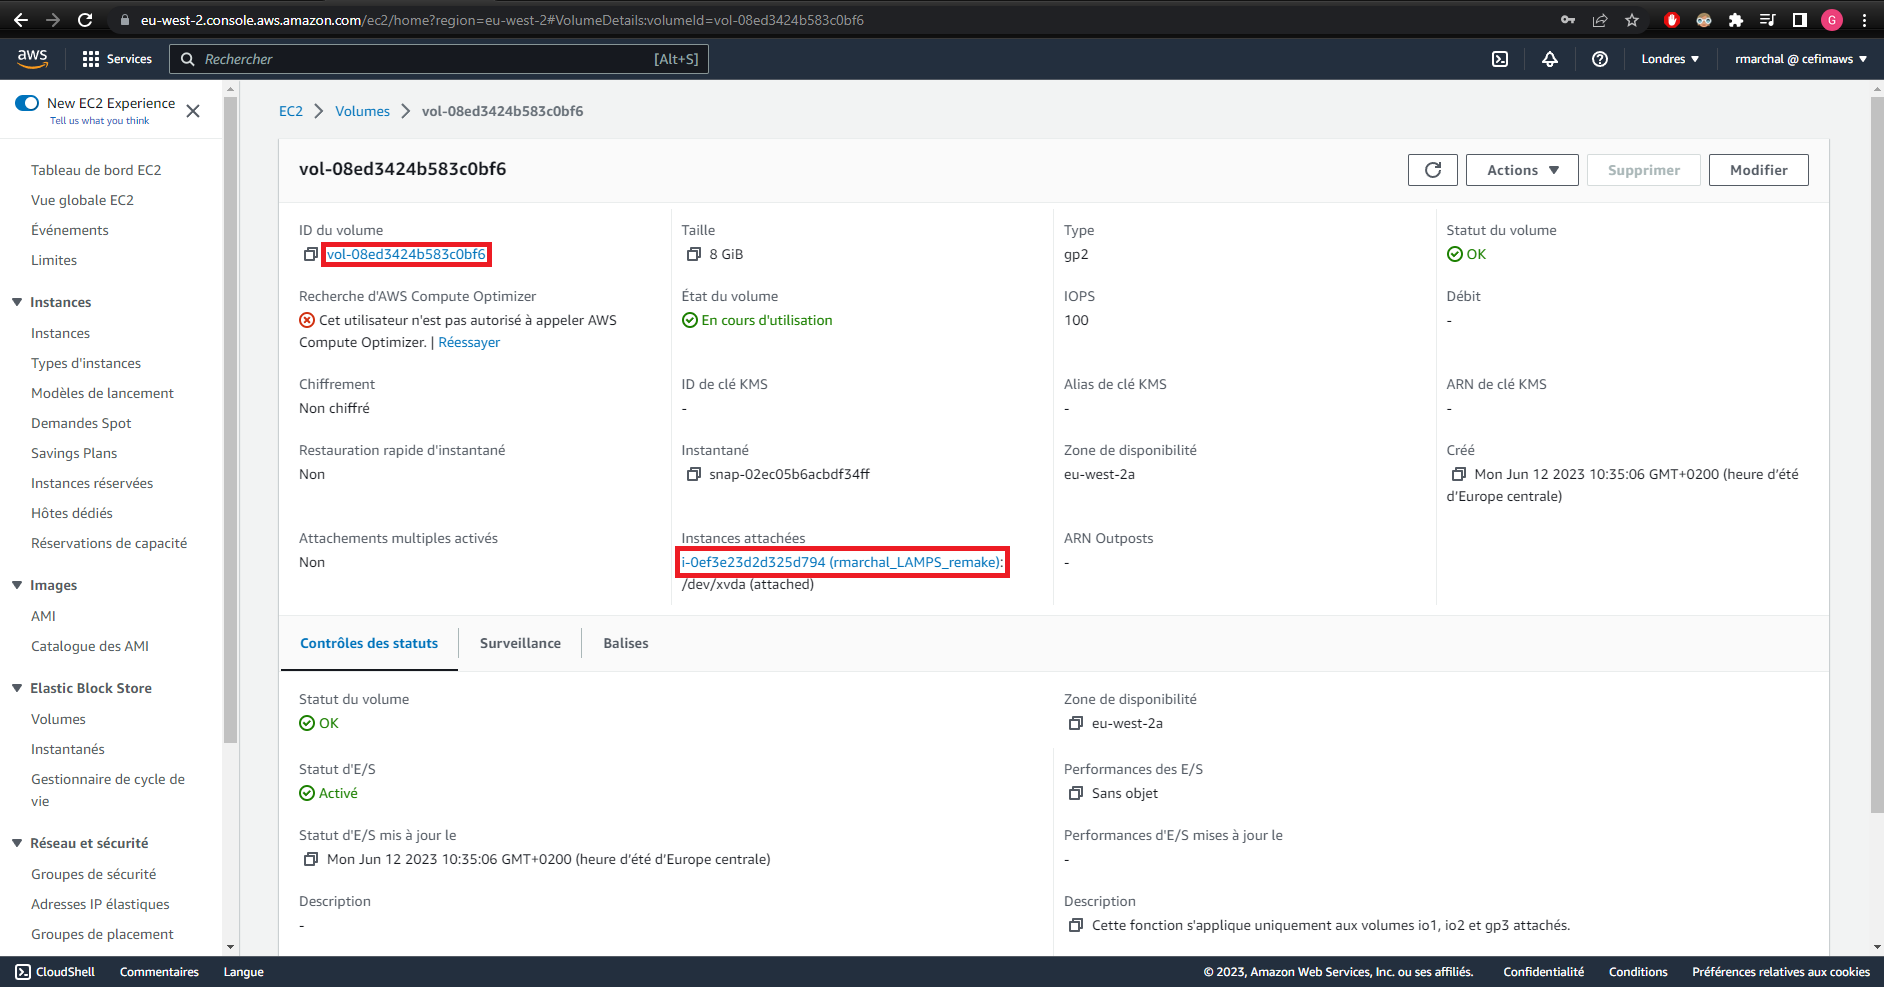 eu-west-2.console.aws.amazon.com/ec2/home?region=eu-west-2#VolumeDetails:volumeId=vol-08ed3424b583c0bf6
G
aws
Services
Rechercher
[Alt+S]
Londres
rmarchal @ cefimaws
New EC2 Experience
Tell us what you think
Tableau de bord EC2
Vue globale EC2
Événements
Limites
Instances
Instances
Types d'instances
Modèles de lancement
Demandes Spot
Savings Plans
Instances réservées
Hôtes dédiés
Réservations de capacité
Images
AMI
Catalogue des AMI
Elastic Block Store
Volumes
Instantanés
Gestionnaire de cycle de
vie
Réseau et sécurité
Groupes de sécurité
Adresses IP élastiques
Groupes de placement
EC2
Volumes
vol-08ed3424b583c0bf6
vol-08ed3424b583c0bf6
Actions
Supprimer
Modifier
ID du volume
vol-08ed3424b583c0bf6
Taille
8 GiB
Type
gp2
Statut du volume
OK
Recherche d'AWS Compute Optimizer
Cet utilisateur n'est pas autorisé à appeler AWS
Compute Optimizer. | Réessayer
État du volume
En cours d'utilisation
IOPS
100
Débit
-
Chiffrement
Non chiffré
ID de clé KMS
-
Alias de clé KMS
-
ARN de clé KMS
-
Restauration rapide d'instantané
Non
Instantané
snap-02ec05b6acbdf34ff
Zone de disponibilité
eu-west-2a
Créé
Mon Jun 12 2023 10:35:06 GMT+0200 (heure d’été
d’Europe centrale)
Attachements multiples activés
Non
Instances attachées
i-0ef3e23d2d325d794 (rmarchal_LAMPS_remake):
/dev/xvda (attached)
ARN Outposts
-
Contrôles des statuts
Surveillance
Balises
Statut du volume
OK
Zone de disponibilité
eu-west-2a
Statut d'E/S
Activé
Performances des E/S
Sans objet
Statut d'E/S mis à jour le
Mon Jun 12 2023 10:35:06 GMT+0200 (heure d’été d’Europe centrale)
Performances d'E/S mises à jour le
-
Description
-
Description
Cette fonction s'applique uniquement aux volumes io1, io2 et gp3 attachés.
CloudShell
Commentaires
Langue
© 2023, Amazon Web Services, Inc. ou ses affiliés.
Confidentialité
Conditions
Préférences relatives aux cookies